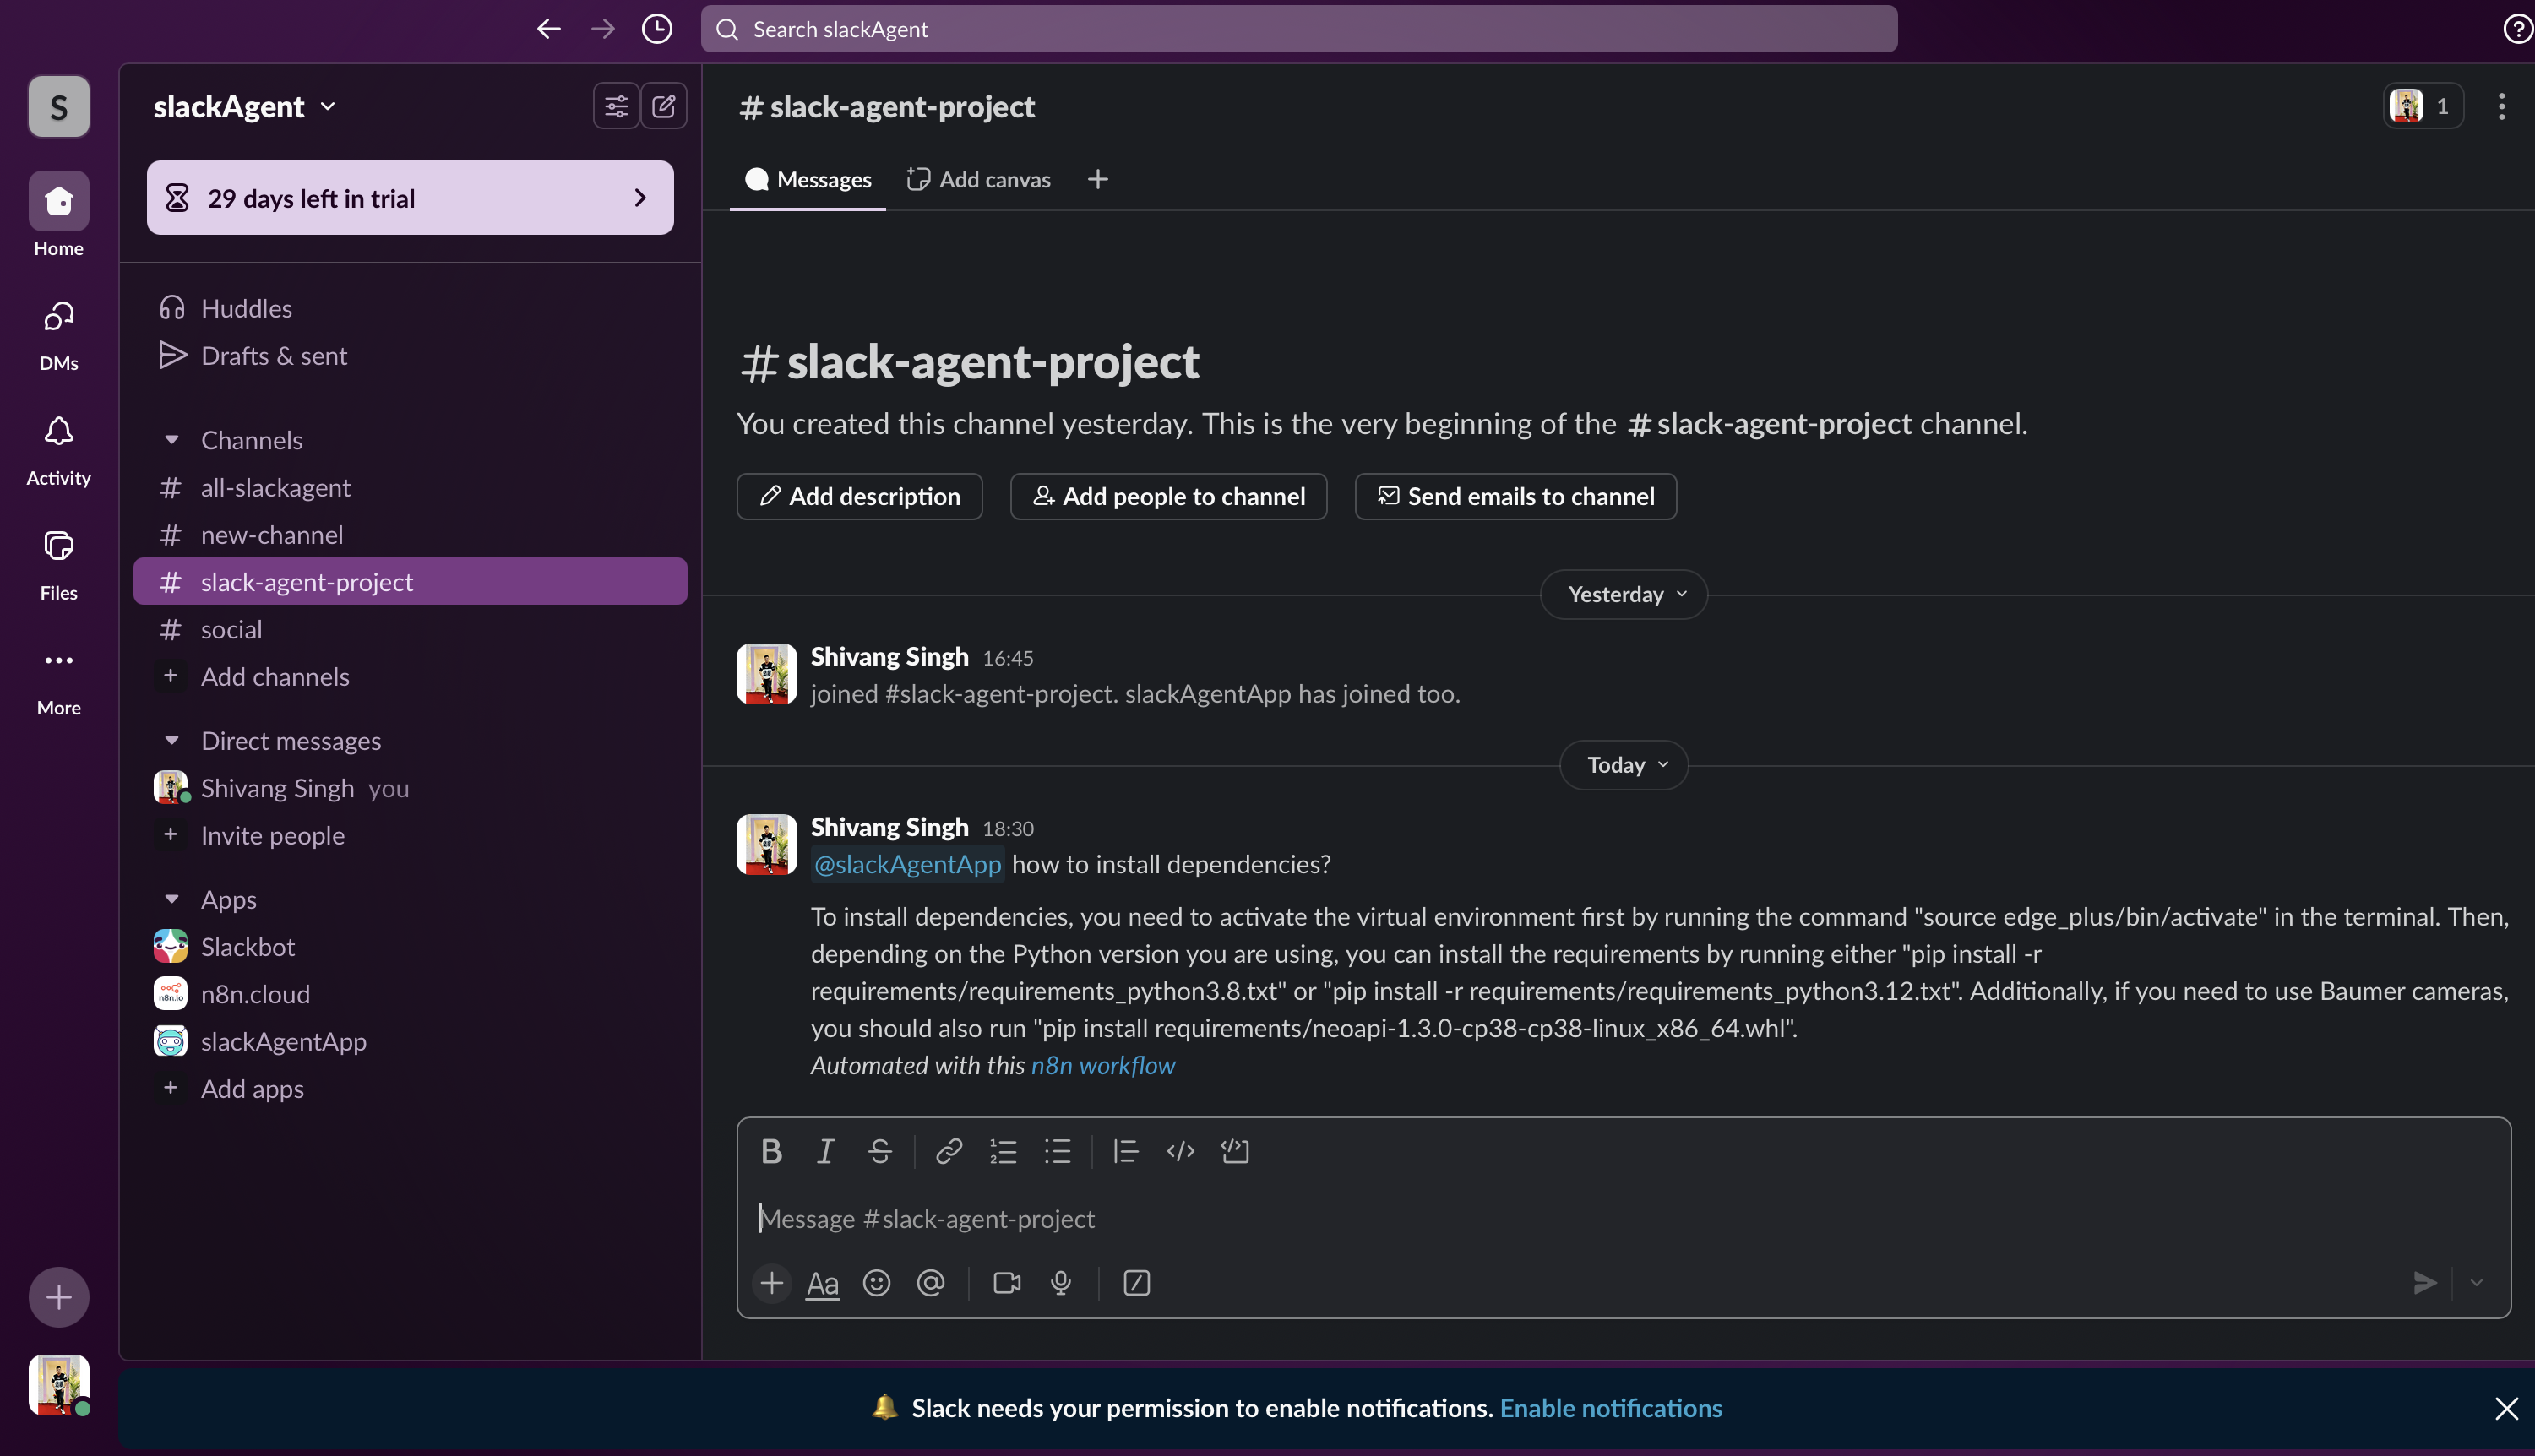 Search slackAgent
S
slackAgent
29 days left in trial
Home
DMs
Activity
Files
More
Huddles
Drafts & sent
Channels
# all-slackagent
# new-channel
# slack-agent-project
# social
+ Add channels
Direct messages
Shivang Singh you
+ Invite people
Apps
Slackbot
n8n.io n8n.cloud
slackAgentApp
+ Add apps
# slack-agent-project
1
Messages
Add canvas
# slack-agent-project
You created this channel yesterday. This is the very beginning of the # slack-agent-project channel.
Add description
Add people to channel
Send emails to channel
Yesterday
Shivang Singh 16:45
joined #slack-agent-project. slackAgentApp has joined too.
Today
Shivang Singh 18:30
@slackAgentApp how to install dependencies?
To install dependencies, you need to activate the virtual environment first by running the command "source edge_plus/bin/activate" in the terminal. Then,
depending on the Python version you are using, you can install the requirements by running either "pip install -r
requirements/requirements_python3.8.txt" or "pip install -r requirements/requirements_python3.12.txt". Additionally, if you need to use Baumer cameras,
you should also run "pip install requirements/neoapi-1.3.0-cp38-cp38-linux_x86_64.whl".
Automated with this n8n workflow
B I S
Message #slack-agent-project
Aa
Slack needs your permission to enable notifications. Enable notifications